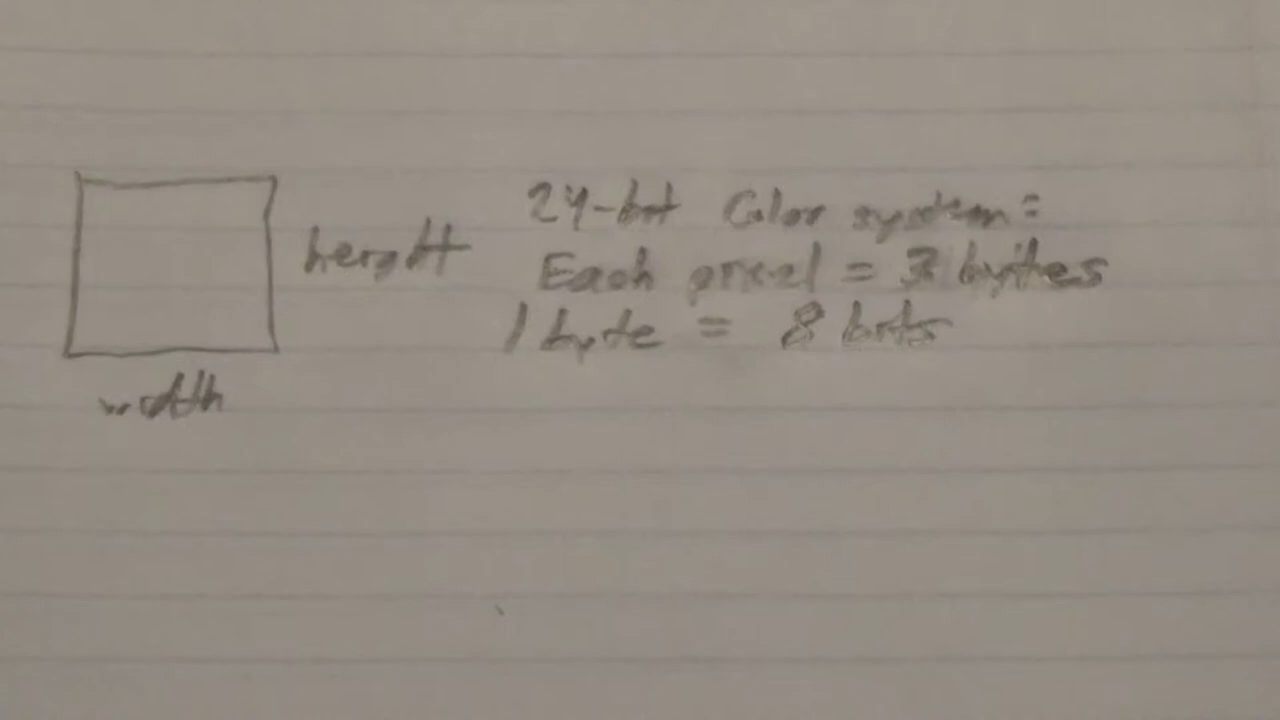 24-bit Color system:
height
Each pixel = 3 bytes
1 byte = 8 bits
width